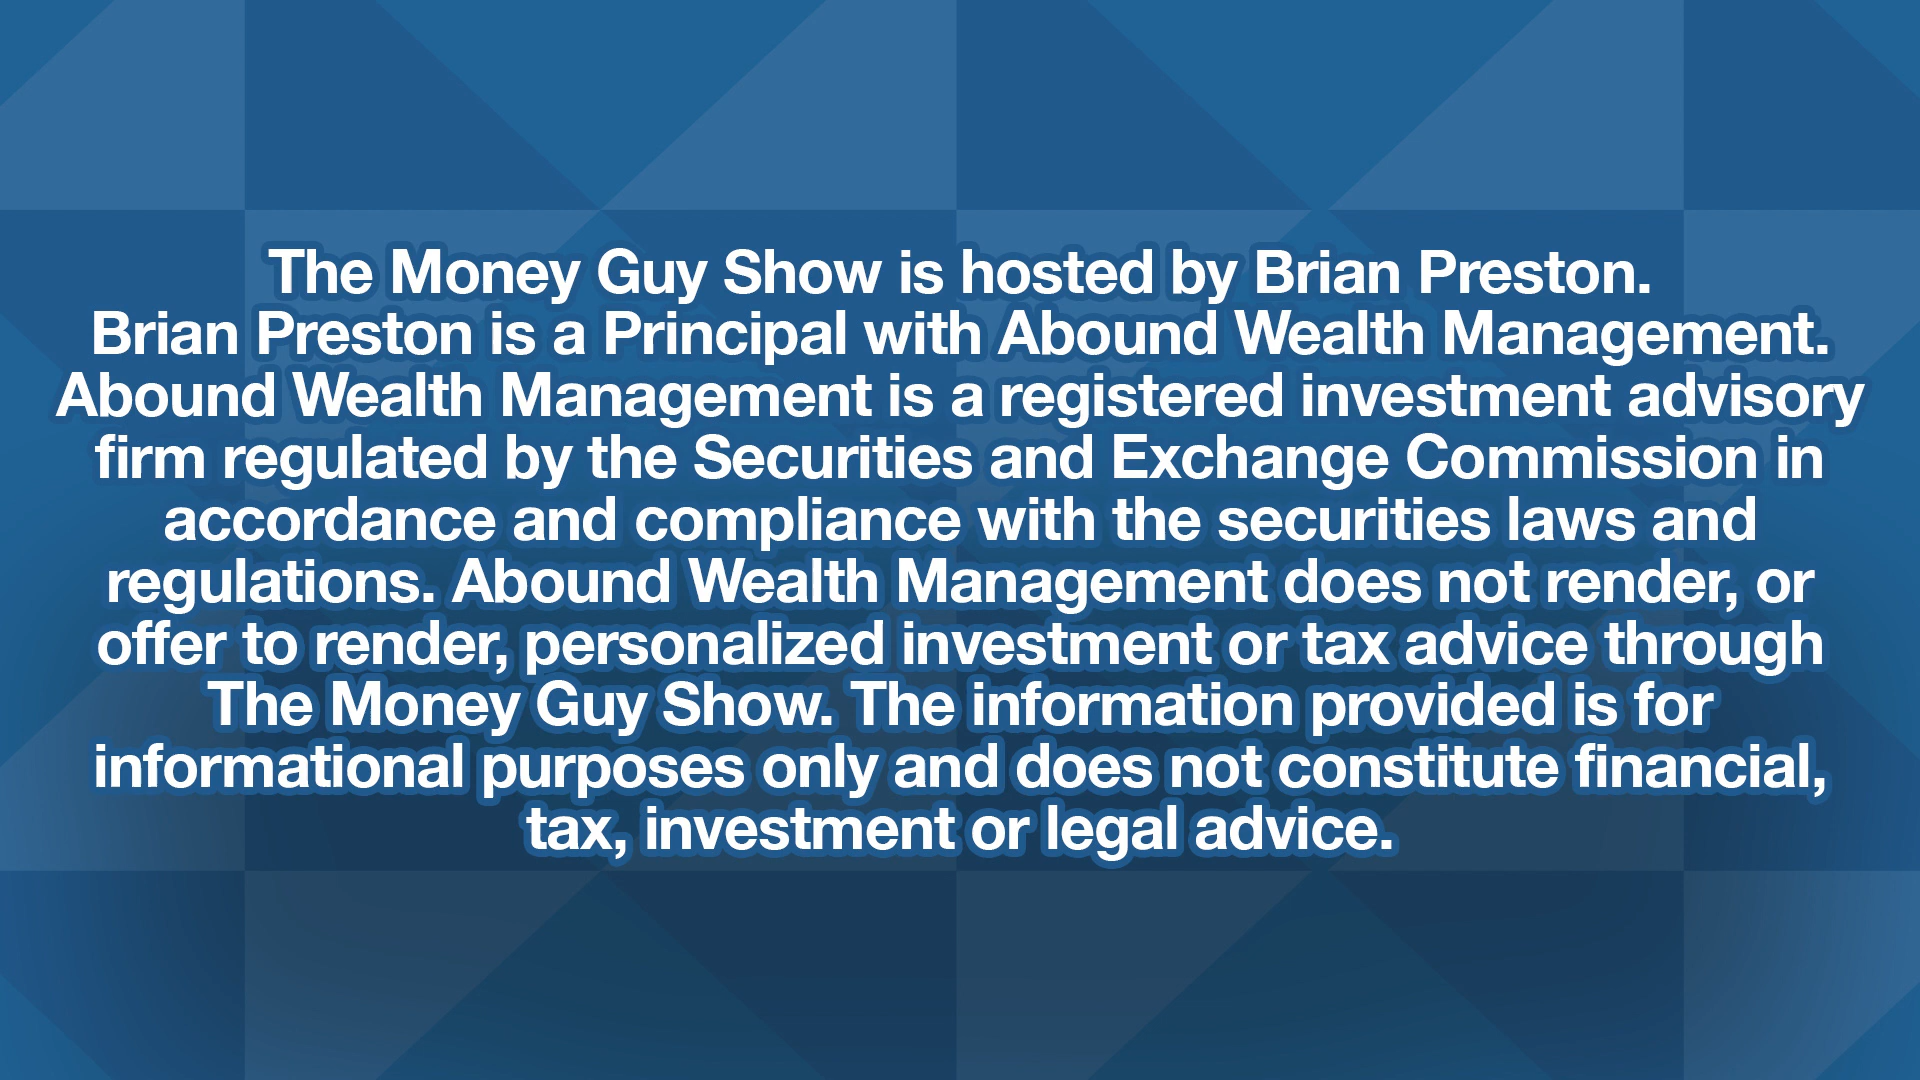 The Money Guy Show is hosted by Brian Preston.
Brian Preston is a Principal with Abound Wealth Management.
Abound Wealth Management is a registered investment advisory
firm regulated by the Securities and Exchange Commission in
accordance and compliance with the securities laws and
regulations. Abound Wealth Management does not render, or
offer to render, personalized investment or tax advice through
The Money Guy Show. The information provided is for
informational purposes only and does not constitute financial,
tax, investment or legal advice.